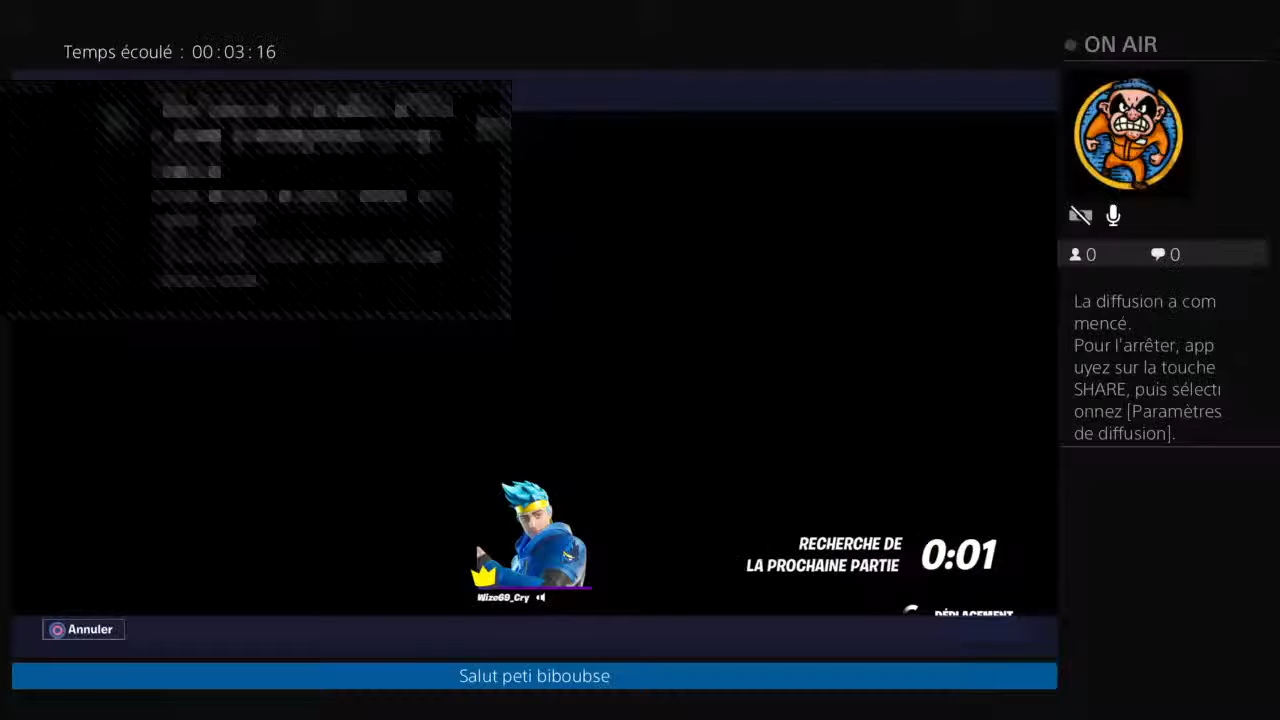 Temps écoulé : 00:03:16
ON AIR
0 0
La diffusion a com
mencé.
Pour l'arrêter, app
uyez sur la touche
SHARE, puis sélecti
onnez [Paramètres
de diffusion].
RECHERCHE DE
LA PROCHAINE PARTIE
0:01
Wize69_Cry
DÉPLACEMENT
Annuler
Salut peti biboubse